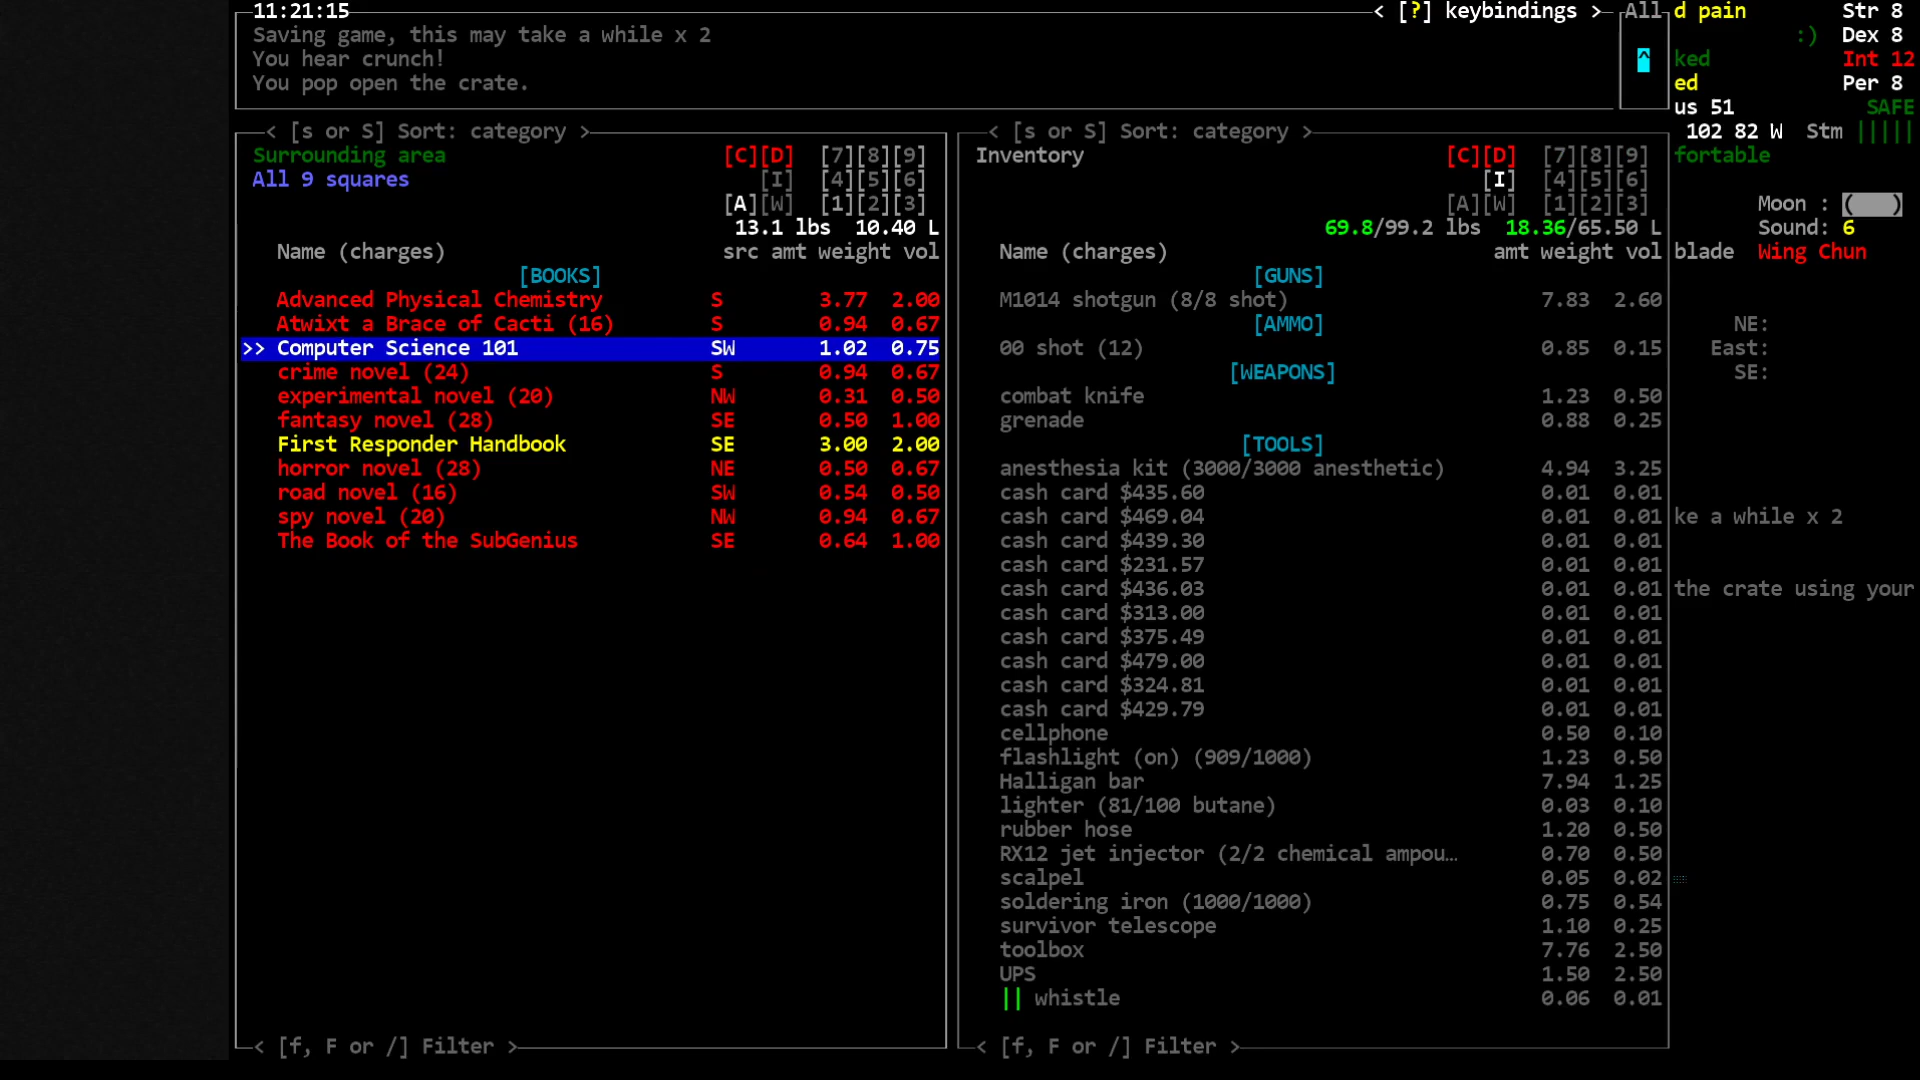 11:21:15 < [?] keybindings > All
Saving game, this may take a while x 2
You hear crunch!
You pop open the crate.
^
d pain Str 8
:) Dex 8
ked Int 12
ed Per 8
us 51 SAFE
102 82 W Stm |||||
fortable
Moon : ( )
Sound: 6
blade Wing Chun
NE:
East:
SE:
ke a while x 2
the crate using your
< [s or S] Sort: category >
Surrounding area [C][D] [7][8][9]
All 9 squares [I] [4][5][6]
[A][W] [1][2][3]
13.1 lbs 10.40 L
Name (charges) src amt weight vol
[BOOKS]
Advanced Physical Chemistry S 3.77 2.00
Atwixt a Brace of Cacti (16) S 0.94 0.67
>> Computer Science 101 SW 1.02 0.75
crime novel (24) S 0.94 0.67
experimental novel (20) NW 0.31 0.50
fantasy novel (28) SE 0.50 1.00
First Responder Handbook SE 3.00 2.00
horror novel (28) NE 0.50 0.67
road novel (16) SW 0.54 0.50
spy novel (20) NW 0.94 0.67
The Book of the SubGenius SE 0.64 1.00
< [f, F or /] Filter >
< [s or S] Sort: category >
Inventory [C][D] [7][8][9]
[I] [4][5][6]
[A][W] [1][2][3]
69.8/99.2 lbs 18.36/65.50 L
Name (charges) amt weight vol
[GUNS]
M1014 shotgun (8/8 shot) 7.83 2.60
[AMMO]
00 shot (12) 0.85 0.15
[WEAPONS]
combat knife 1.23 0.50
grenade 0.88 0.25
[TOOLS]
anesthesia kit (3000/3000 anesthetic) 4.94 3.25
cash card $435.60 0.01 0.01
cash card $469.04 0.01 0.01
cash card $439.30 0.01 0.01
cash card $231.57 0.01 0.01
cash card $436.03 0.01 0.01
cash card $313.00 0.01 0.01
cash card $375.49 0.01 0.01
cash card $479.00 0.01 0.01
cash card $324.81 0.01 0.01
cash card $429.79 0.01 0.01
cellphone 0.50 0.10
flashlight (on) (909/1000) 1.23 0.50
Halligan bar 7.94 1.25
lighter (81/100 butane) 0.03 0.10
rubber hose 1.20 0.50
RX12 jet injector (2/2 chemical ampou… 0.70 0.50
scalpel 0.05 0.02
soldering iron (1000/1000) 0.75 0.54
survivor telescope 1.10 0.25
toolbox 7.76 2.50
UPS 1.50 2.50
|| whistle 0.06 0.01
< [f, F or /] Filter >